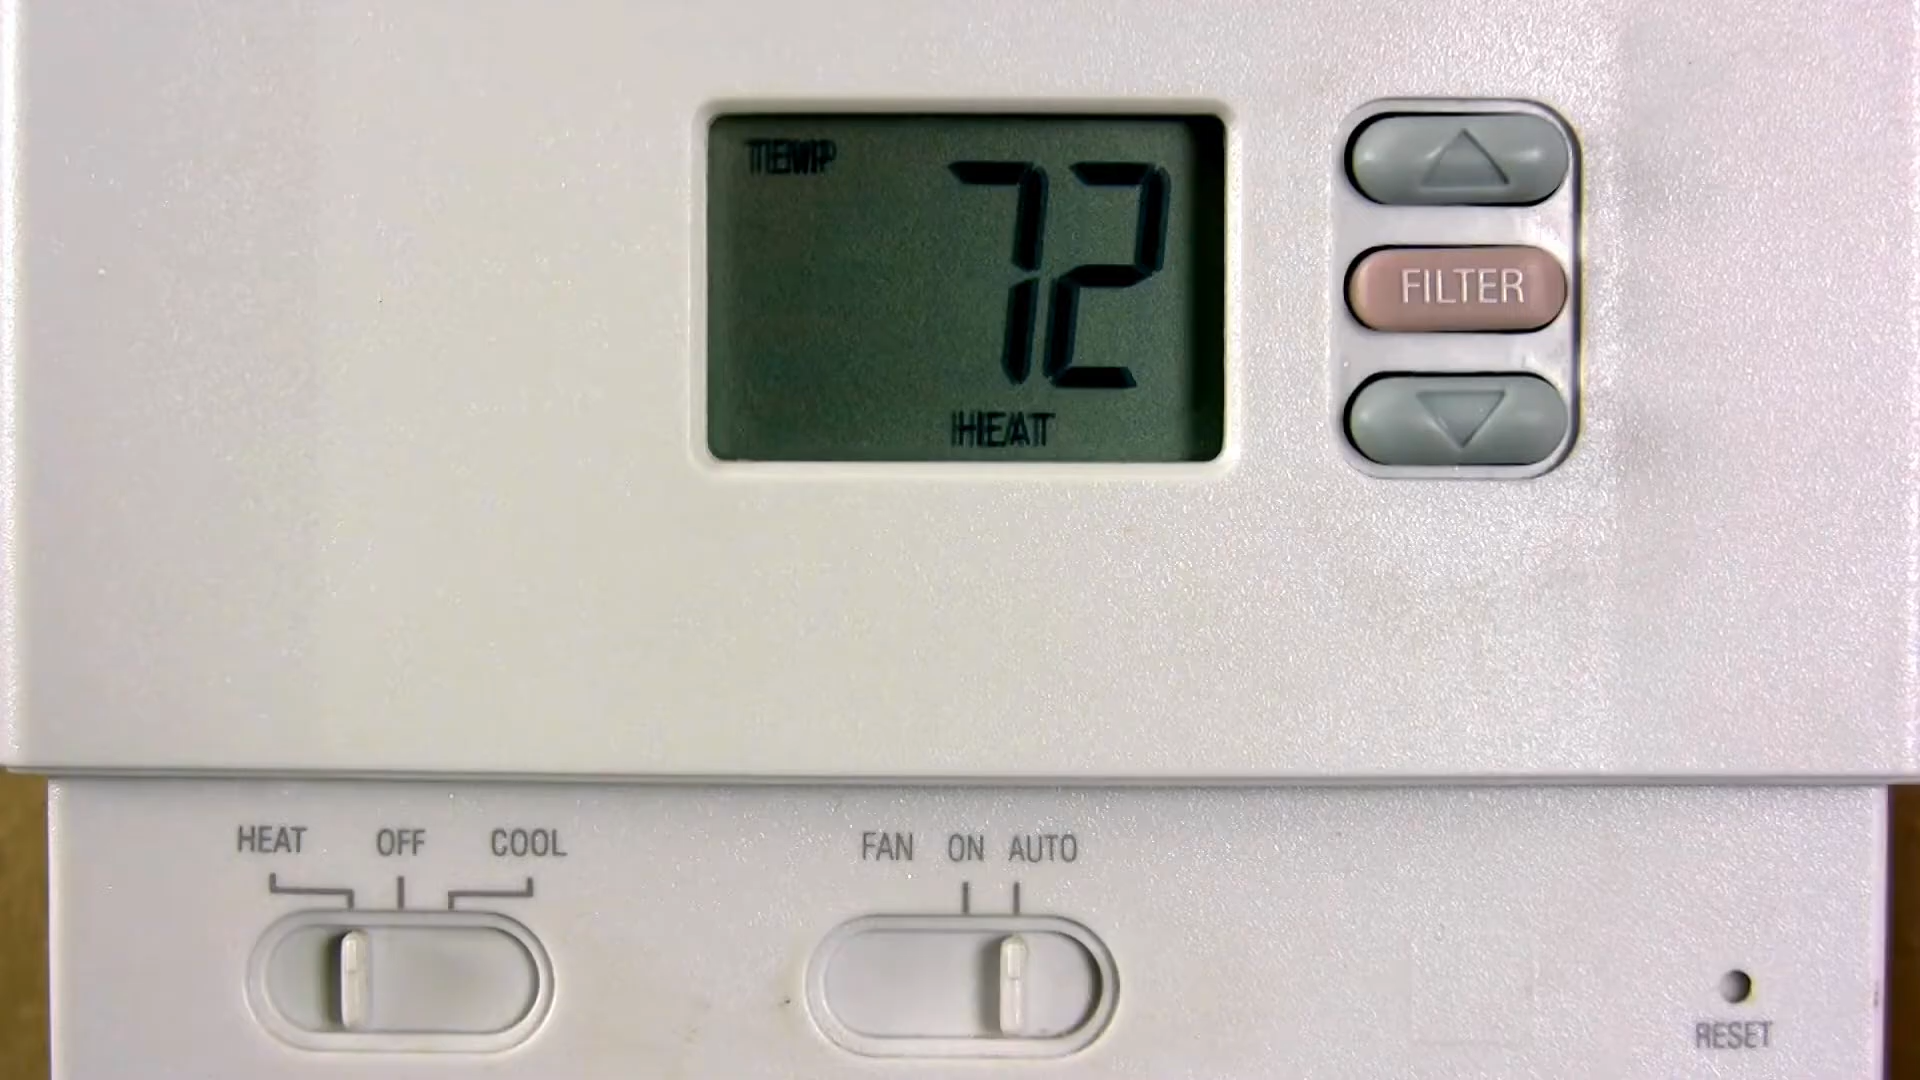 TEMP
72
HEAT
FILTER
HEAT OFF COOL
FAN ON AUTO
RESET